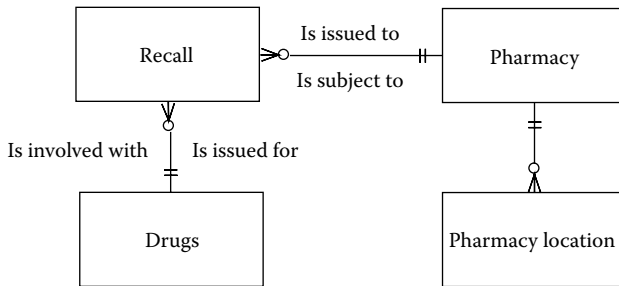 Is issued to
Recall
Pharmacy
Is subject to
Is involved with
Is issued for
Drugs
Pharmacy location